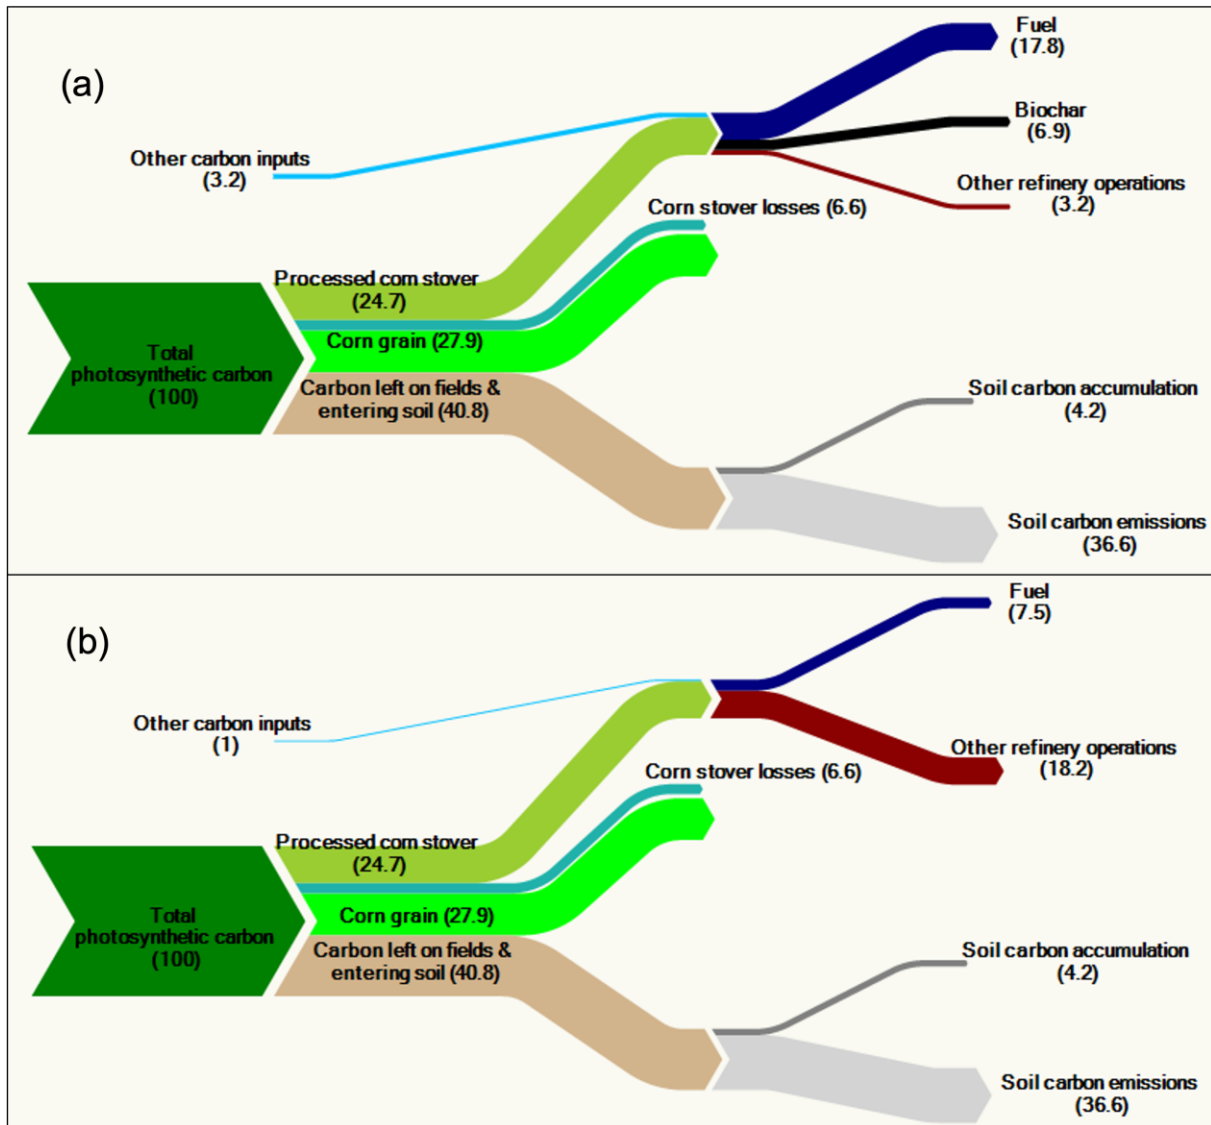 (a)
Fuel
(17.8)
Biochar
(6.9)
Other carbon inputs
(3.2)
Other refinery operations
(3.2)
Corn stover losses (6.6)
Processed corn stover
(24.7)
Corn grain (27.9)
Total
photosynthetic carbon
(100)
Carbon left on fields &
entering soil (40.8)
Soil carbon accumulation
(4.2)
Soil carbon emissions
(36.6)
(b)
Fuel
(7.5)
Other carbon inputs
(1)
Other refinery operations
(18.2)
Corn stover losses (6.6)
Processed corn stover
(24.7)
Corn grain (27.9)
Total
photosynthetic carbon
(100)
Carbon left on fields &
entering soil (40.8)
Soil carbon accumulation
(4.2)
Soil carbon emissions
(36.6)